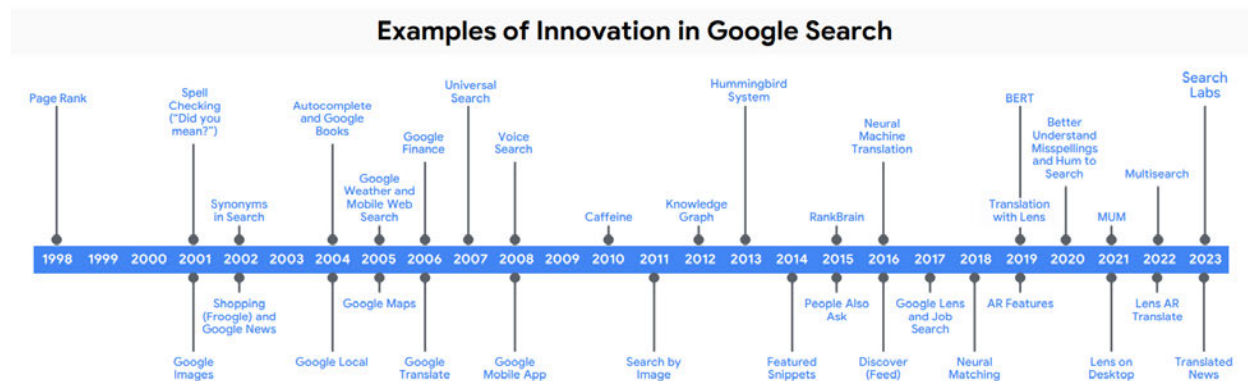 Examples of Innovation in Google Search
Page Rank
Spell
Checking
("Did you
mean?")
Synonyms
in Search
Autocomplete
and Google
Books
Google
Weather and
Mobile Web
Search
Google
Finance
Universal
Search
Voice
Search
Caffeine
Knowledge
Graph
Hummingbird
System
RankBrain
Neural
Machine
Translation
BERT
Translation
with Lens
Better
Understand
Misspellings
and Hum to
Search
MUM
Multisearch
Search
Labs
1998 1999 2000 2001 2002 2003 2004 2005 2006 2007 2008 2009 2010 2011 2012 2013 2014 2015 2016 2017 2018 2019 2020 2021 2022 2023
Google
Images
Shopping
(Froogle) and
Google News
Google Local
Google Maps
Google
Translate
Google
Mobile App
Search by
Image
Featured
Snippets
People Also
Ask
Discover
(Feed)
Google Lens
and Job
Search
Neural
Matching
AR Features
Lens on
Desktop
Lens AR
Translate
Translated
News